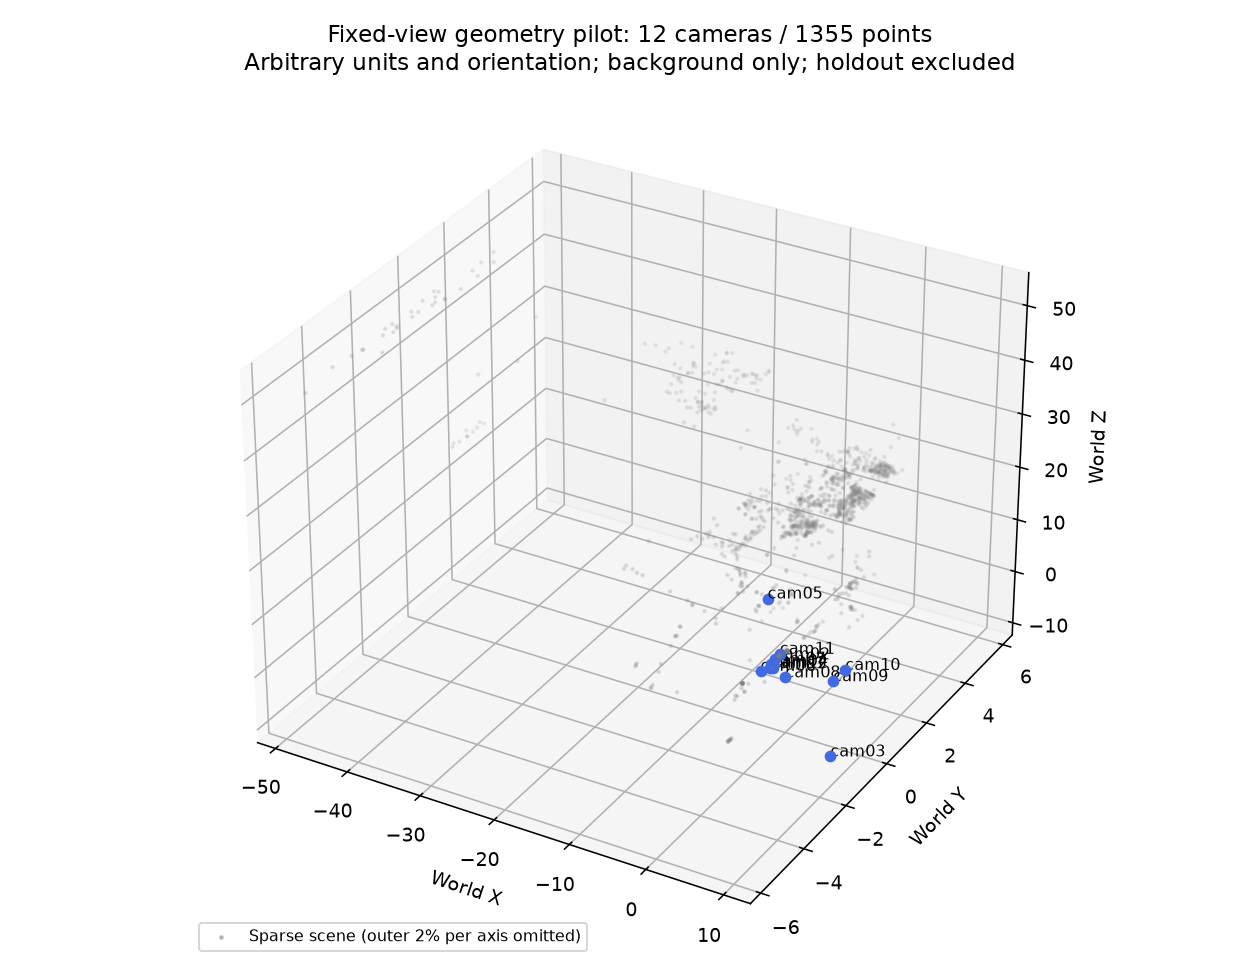 Fixed-view geometry pilot: 12 cameras / 1355 points
Arbitrary units and orientation; background only; holdout excluded
50
40
30
20
10
0
−10
World Z
cam05
cam11
cam10
cam08
cam09
cam03
6
4
2
0
−2
−4
−6
World Y
−50
−40
−30
−20
−10
0
10
World X
Sparse scene (outer 2% per axis omitted)